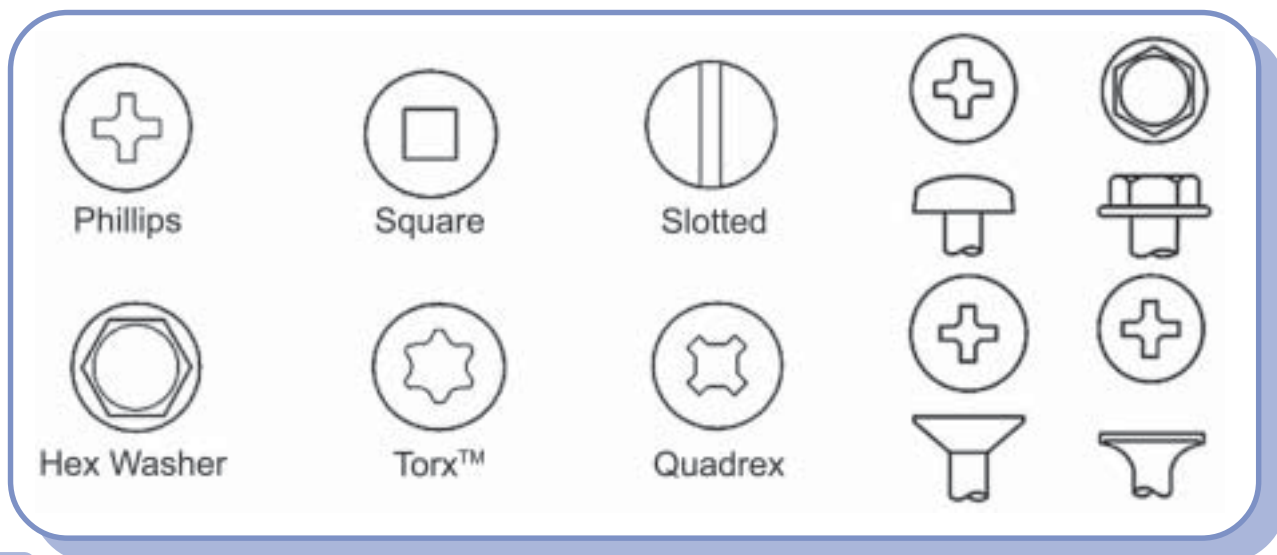 Phillips
Square
Slotted
Hex Washer
Torx™
Quadrex